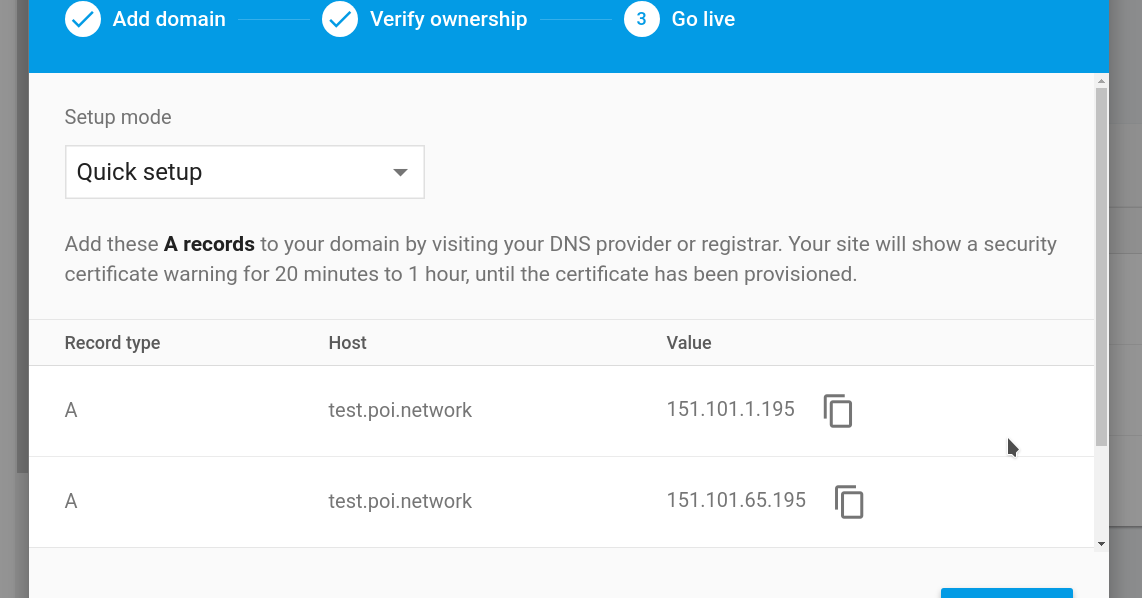 Add domain Verify ownership 3 Go live
Setup mode
Quick setup
Add these A records to your domain by visiting your DNS provider or registrar. Your site will show a security
certificate warning for 20 minutes to 1 hour, until the certificate has been provisioned.
Record type Host Value
A test.poi.network 151.101.1.195
A test.poi.network 151.101.65.195